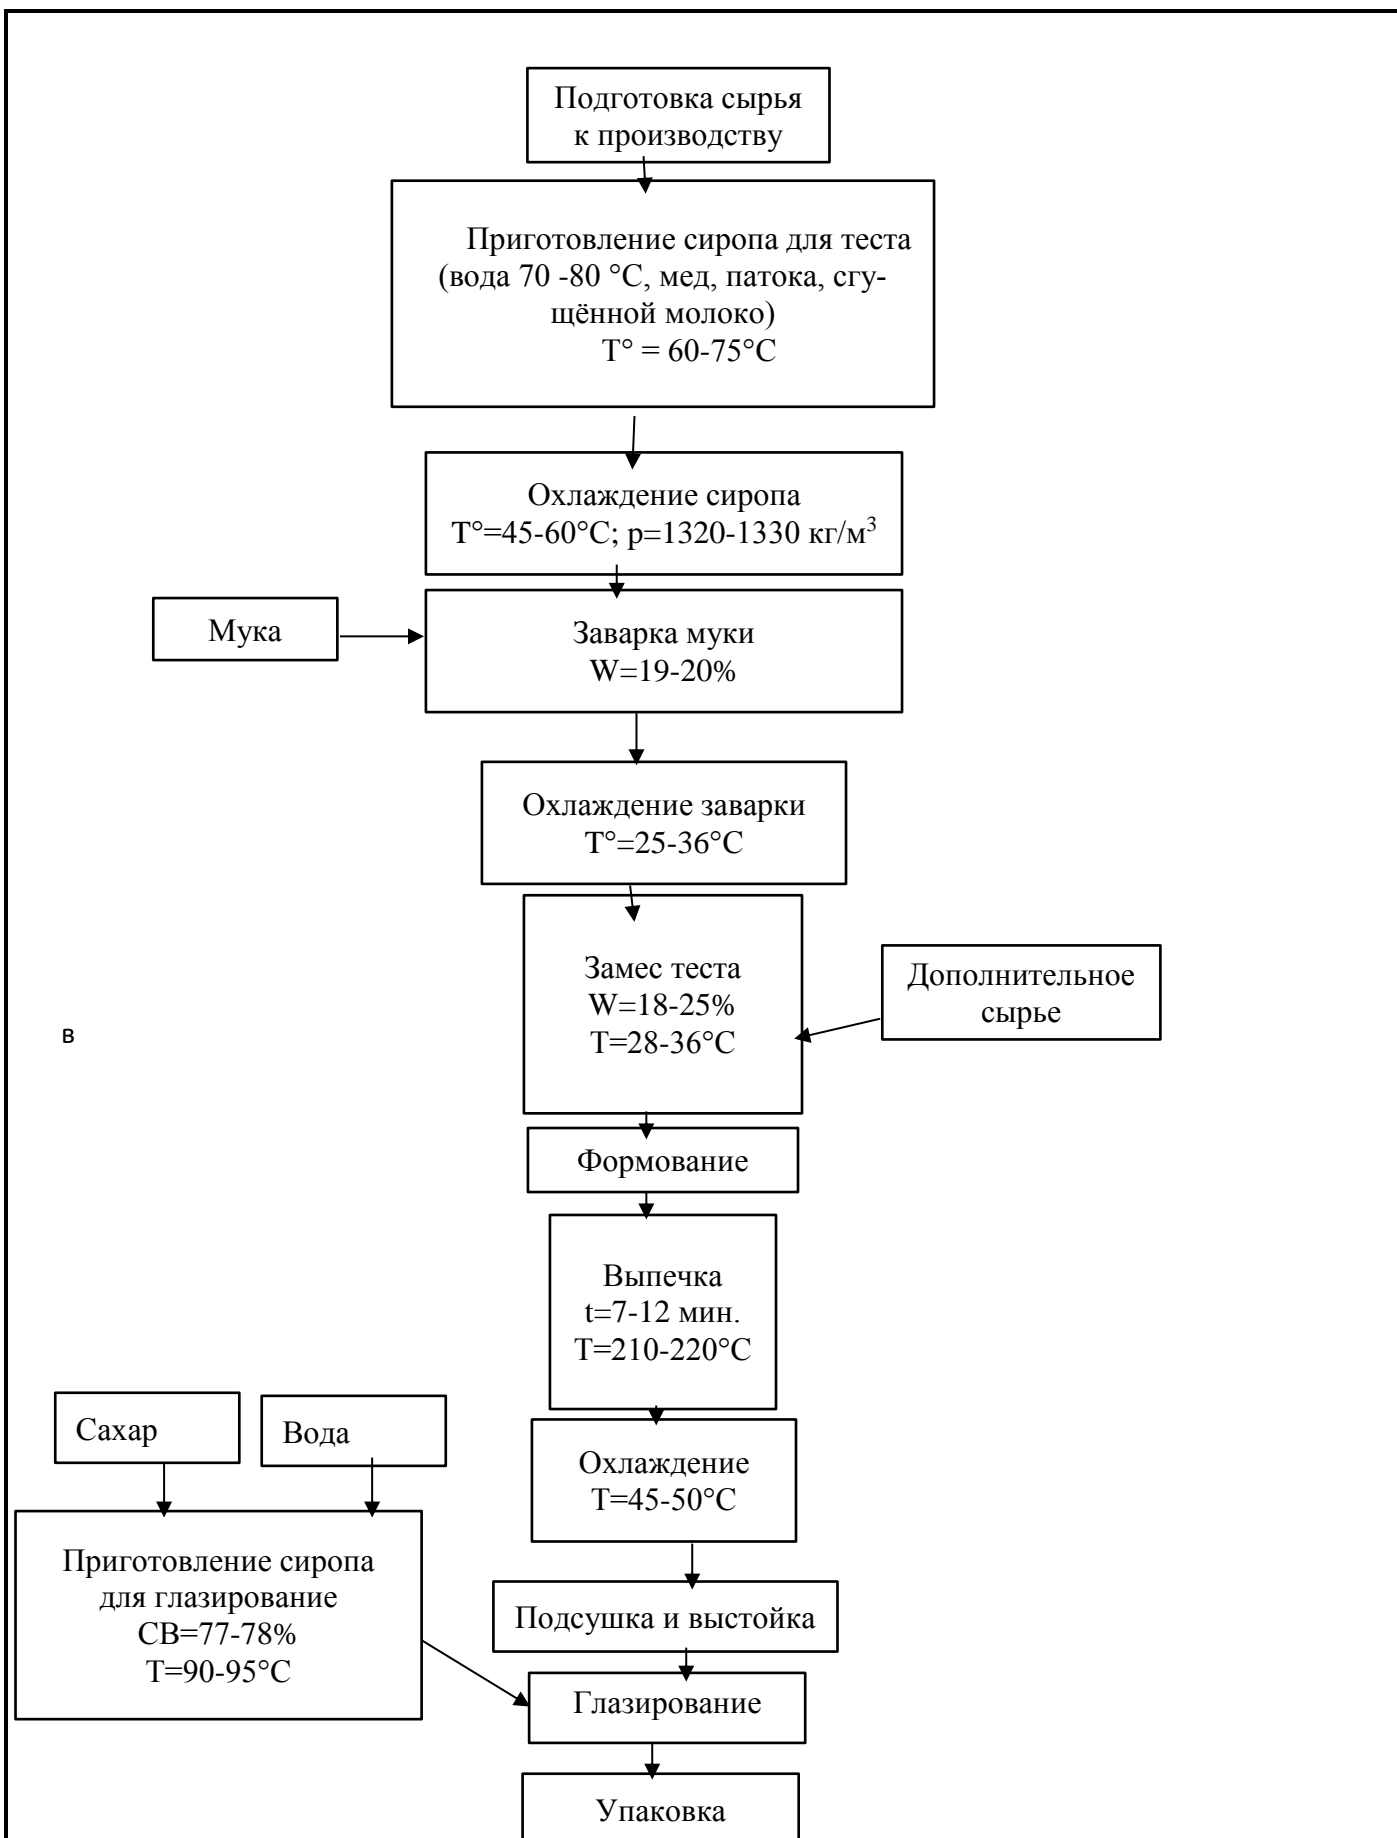 Подготовка сырья
к производству
Приготовление сиропа для теста
(вода 70 -80 °С, мед, патока, сгу-
щённой молоко)
Т° = 60-75°С
Охлаждение сиропа
Т°=45-60°С; р=1320-1330 кг/м³
Мука
Заварка муки
W=19-20%
Охлаждение заварки
Т°=25-36°С
Замес теста
W=18-25%
Т=28-36°С
Дополнительное
сырье
в
Формование
Выпечка
t=7-12 мин.
Т=210-220°С
Сахар
Вода
Охлаждение
Т=45-50°С
Приготовление сиропа
для глазирование
СВ=77-78%
Т=90-95°С
Подсушка и выстойка
Глазирование
Упаковка